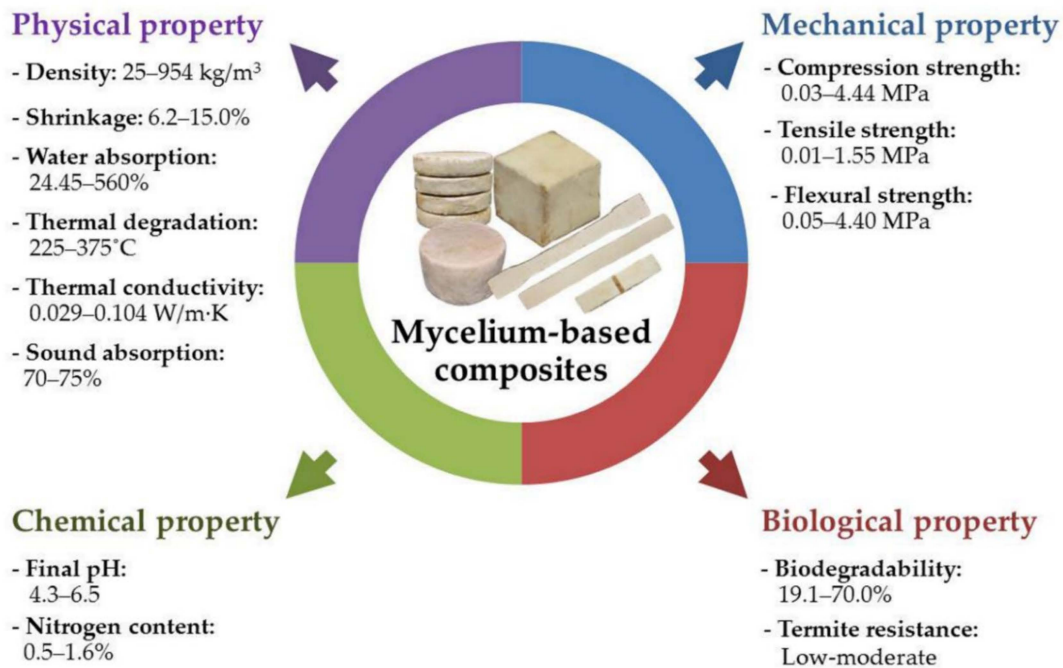 Physical property
- Density: 25–954 kg/m³
- Shrinkage: 6.2–15.0%
- Water absorption:
24.45–560%
- Thermal degradation:
225–375˚C
- Thermal conductivity:
0.029–0.104 W/m·K
- Sound absorption:
70–75%
Mechanical property
- Compression strength:
0.03–4.44 MPa
- Tensile strength:
0.01–1.55 MPa
- Flexural strength:
0.05–4.40 MPa
Mycelium-based
composites
Chemical property
- Final pH:
4.3–6.5
- Nitrogen content:
0.5–1.6%
Biological property
- Biodegradability:
19.1–70.0%
- Termite resistance:
Low-moderate